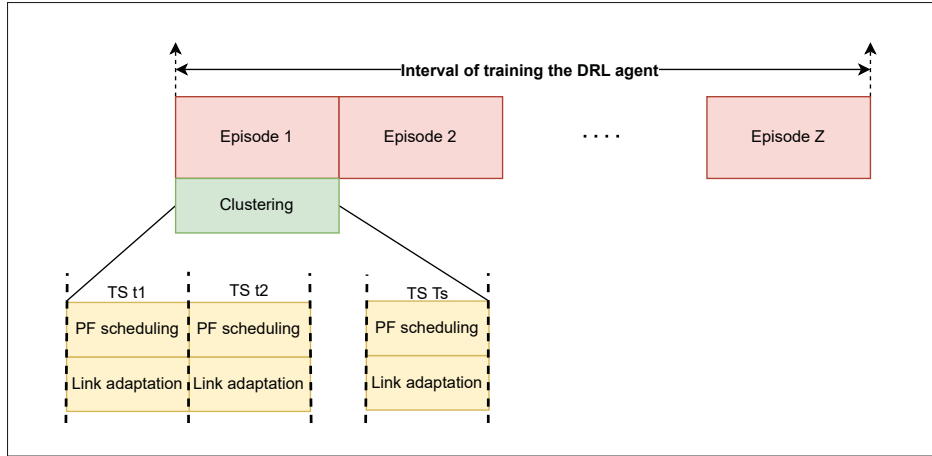 Interval of training the DRL agent
Episode 1 Episode 2 . . . . Episode Z
Clustering
TS t1 TS t2 TS Ts
PF scheduling PF scheduling PF scheduling
Link adaptation Link adaptation Link adaptation